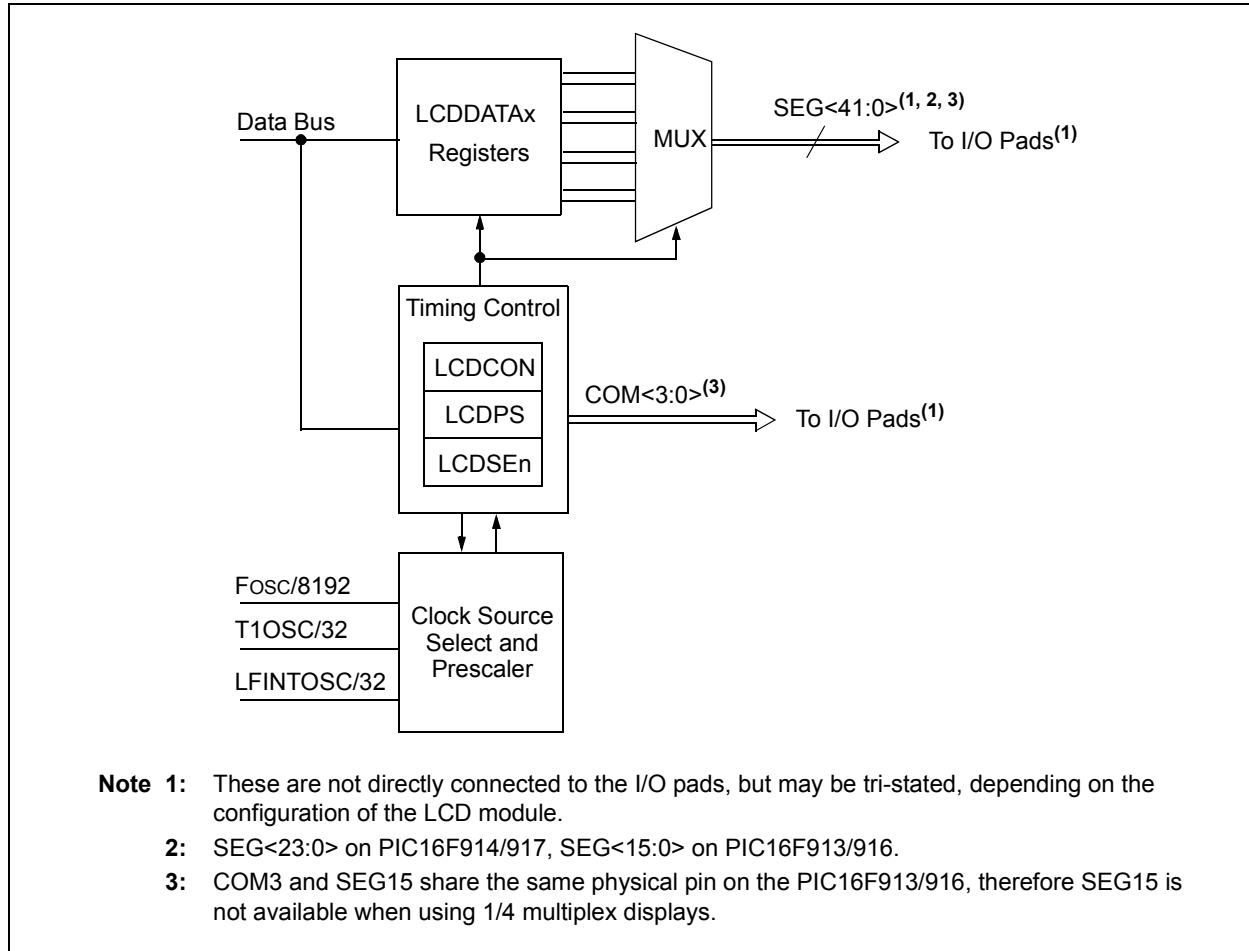 LCDDATAx
Registers
Data Bus
MUX
SEG<41:0>(1, 2, 3)
To I/O Pads(1)
Timing Control
LCDCON
LCDPS
LCDSEn
COM<3:0>(3)
To I/O Pads(1)
FOSC/8192
T1OSC/32
LFINTOSC/32
Clock Source
Select and
Prescaler
Note 1: These are not directly connected to the I/O pads, but may be tri-stated, depending on the
configuration of the LCD module.
2: SEG<23:0> on PIC16F914/917, SEG<15:0> on PIC16F913/916.
3: COM3 and SEG15 share the same physical pin on the PIC16F913/916, therefore SEG15 is
not available when using 1/4 multiplex displays.